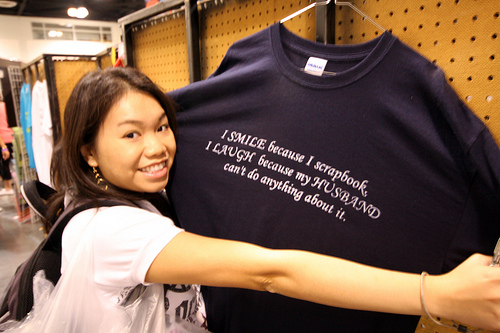 I SMILE because I scrapbook,
I LAUGH because my HUSBAND
can't do anything about it.